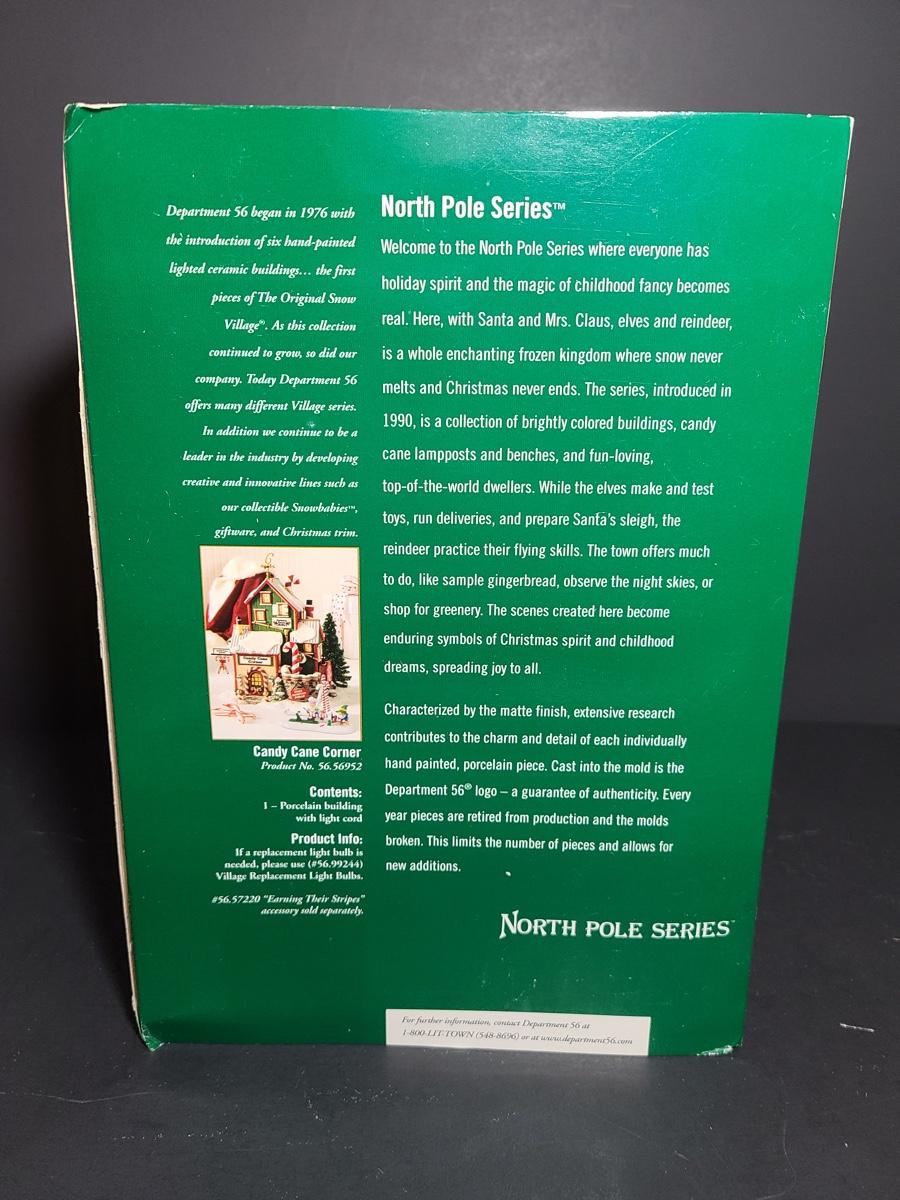 Department 56 began in 1976 with
the introduction of six hand-painted
lighted ceramic buildings... the first
pieces of The Original Snow
Village®. As this collection
continued to grow, so did our
company. Today Department 56
offers many different Village series.
In addition we continue to be a
leader in the industry by developing
creative and innovative lines such as
our collectible Snowbabies™,
giftware, and Christmas trim.
Candy Cane
Corner
Candy Cane Corner
Product No. 56.56952
Contents:
1 – Porcelain building
with light cord
Product Info:
If a replacement light bulb is
needed, please use (#56.99244)
Village Replacement Light Bulbs.
#56.57220 "Earning Their Stripes"
accessory sold separately.
North Pole Series™
Welcome to the North Pole Series where everyone has
holiday spirit and the magic of childhood fancy becomes
real. Here, with Santa and Mrs. Claus, elves and reindeer,
is a whole enchanting frozen kingdom where snow never
melts and Christmas never ends. The series, introduced in
1990, is a collection of brightly colored buildings, candy
cane lampposts and benches, and fun-loving,
top-of-the-world dwellers. While the elves make and test
toys, run deliveries, and prepare Santa's sleigh, the
reindeer practice their flying skills. The town offers much
to do, like sample gingerbread, observe the night skies, or
shop for greenery. The scenes created here become
enduring symbols of Christmas spirit and childhood
dreams, spreading joy to all.
Characterized by the matte finish, extensive research
contributes to the charm and detail of each individually
hand painted, porcelain piece. Cast into the mold is the
Department 56® logo – a guarantee of authenticity. Every
year pieces are retired from production and the molds
broken. This limits the number of pieces and allows for
new additions.
NORTH POLE SERIES™
For further information, contact Department 56 at
1-800-LIT-TOWN (548-8696) or at www.department56.com